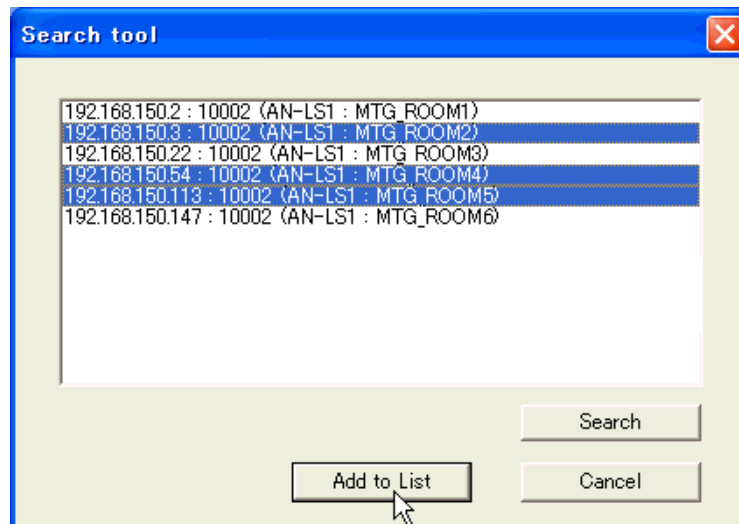 Search tool
192.168.150.2 : 10002 (AN-LS1 : MTG_ROOM1)
192.168.150.3 : 10002 (AN-LS1 : MTG_ROOM2)
192.168.150.22 : 10002 (AN-LS1 : MTG ROOM3)
192.168.150.54 : 10002 (AN-LS1 : MTG_ROOM4)
192.168.150.113 : 10002 (AN-LS1 : MTG_ROOM5)
192.168.150.147 : 10002 (AN-LS1 : MTG_ROOM6)
Search
Add to List
Cancel